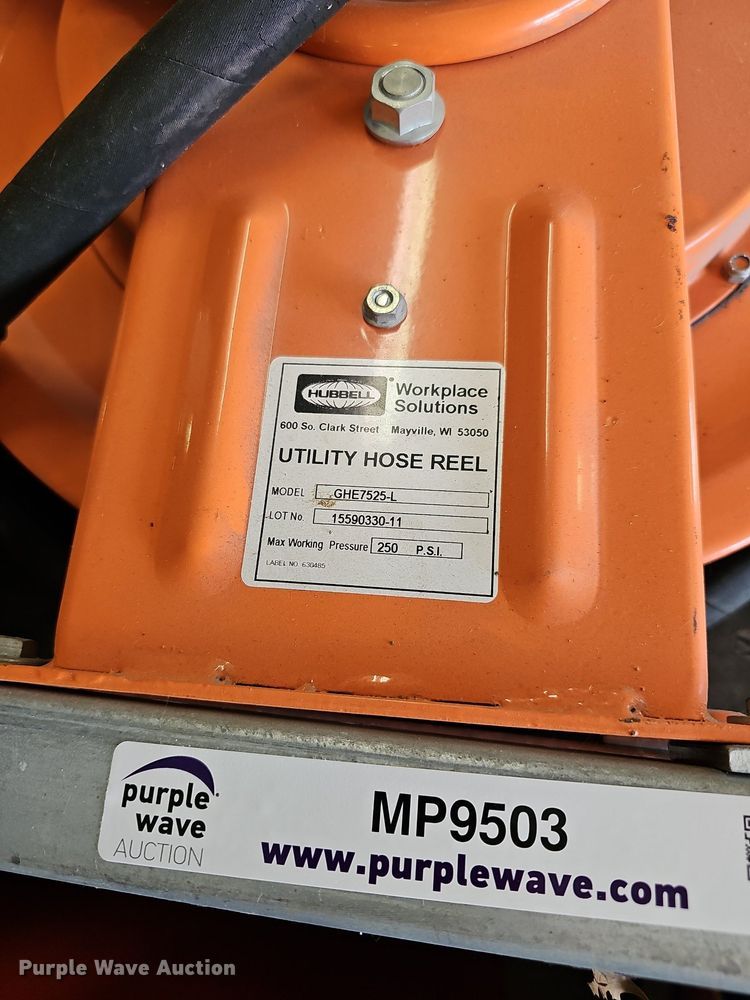 HUBBELL
Workplace
Solutions
600 So. Clark Street Mayville, WI 53050
UTILITY HOSE REEL
MODEL GHE7525-L
LOT No. 15590330-11
Max Working Pressure 250 P.S.I.
LABEL NO. 630485
purple
wave
AUCTION
MP9503
www.purplewave.com
Purple Wave Auction